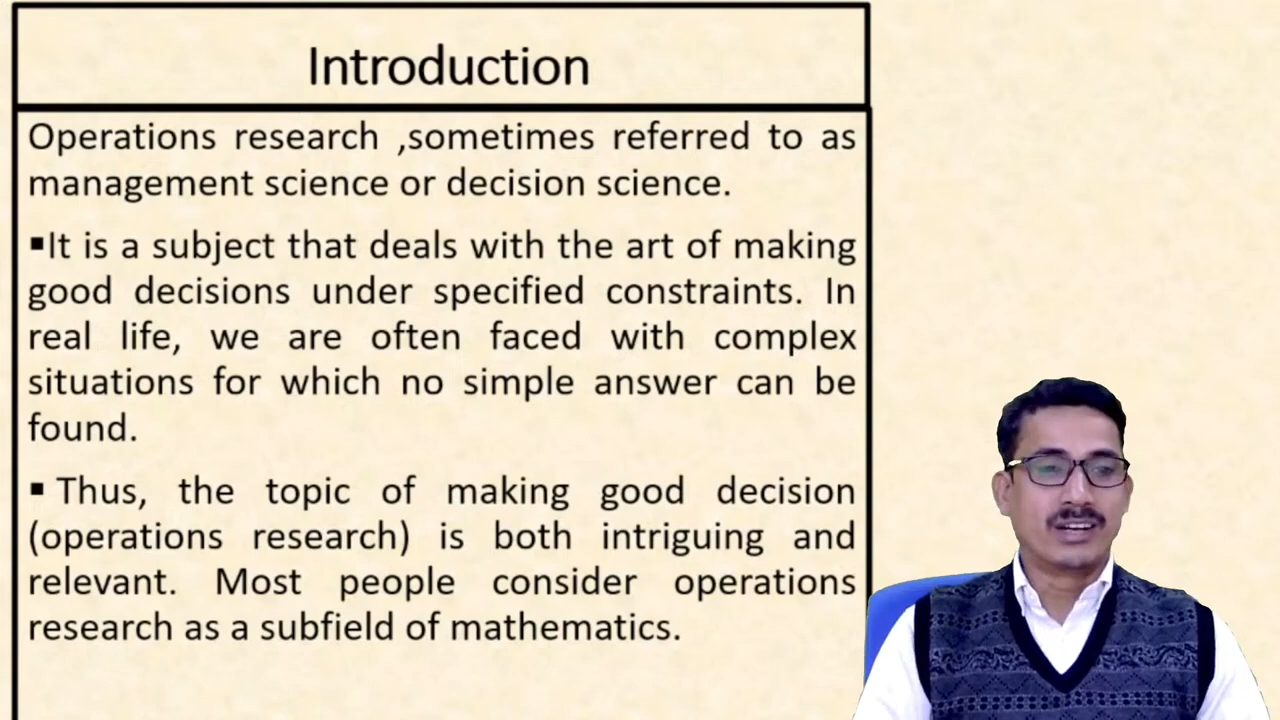 Introduction
Operations research ,sometimes referred to as
management science or decision science.
▪It is a subject that deals with the art of making
good decisions under specified constraints. In
real life, we are often faced with complex
situations for which no simple answer can be
found.
▪ Thus, the topic of making good decision
(operations research) is both intriguing and
relevant. Most people consider operations
research as a subfield of mathematics.